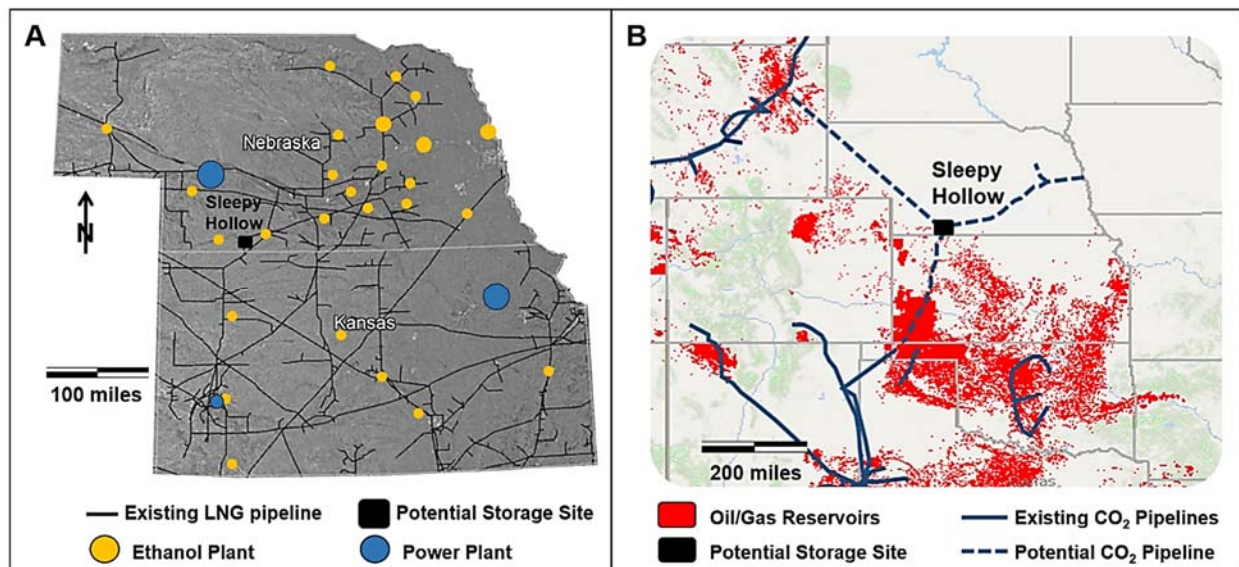 A
Nebraska
Sleepy
Hollow
N
Kansas
100 miles
Existing LNG pipeline
Potential Storage Site
Ethanol Plant
Power Plant
B
Sleepy
Hollow
200 miles
Oil/Gas Reservoirs
Existing CO₂ Pipelines
Potential Storage Site
Potential CO₂ Pipeline